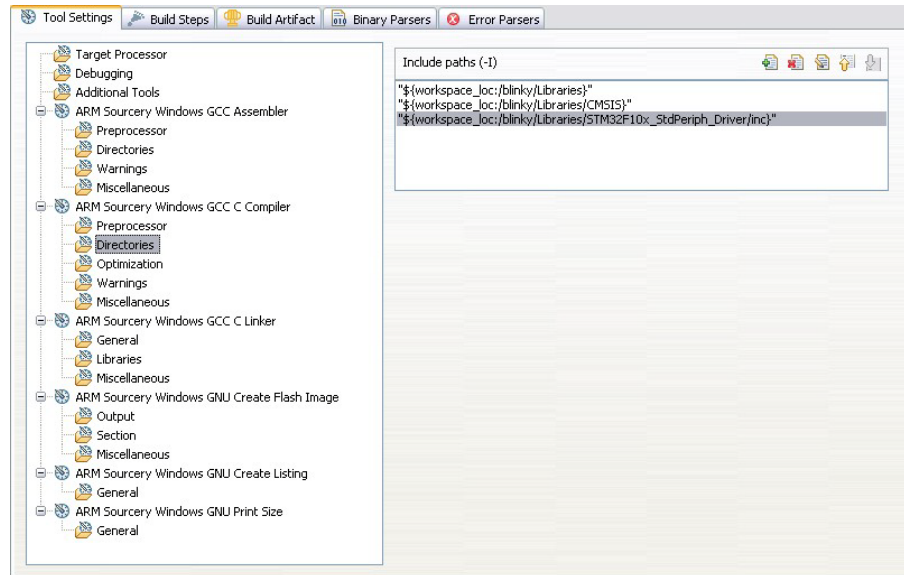 Tool Settings Build Steps Build Artifact Binary Parsers Error Parsers
Target Processor
Debugging
Additional Tools
ARM Sourcery Windows GCC Assembler
Preprocessor
Directories
Warnings
Miscellaneous
ARM Sourcery Windows GCC C Compiler
Preprocessor
Directories
Optimization
Warnings
Miscellaneous
ARM Sourcery Windows GCC C Linker
General
Libraries
Miscellaneous
ARM Sourcery Windows GNU Create Flash Image
Output
Section
Miscellaneous
ARM Sourcery Windows GNU Create Listing
General
ARM Sourcery Windows GNU Print Size
General
Include paths (-I)
"${workspace_loc:/blinky/Libraries}"
"${workspace_loc:/blinky/Libraries/CMSIS}"
"${workspace_loc:/blinky/Libraries/STM32F10x_StdPeriph_Driver/inc}"